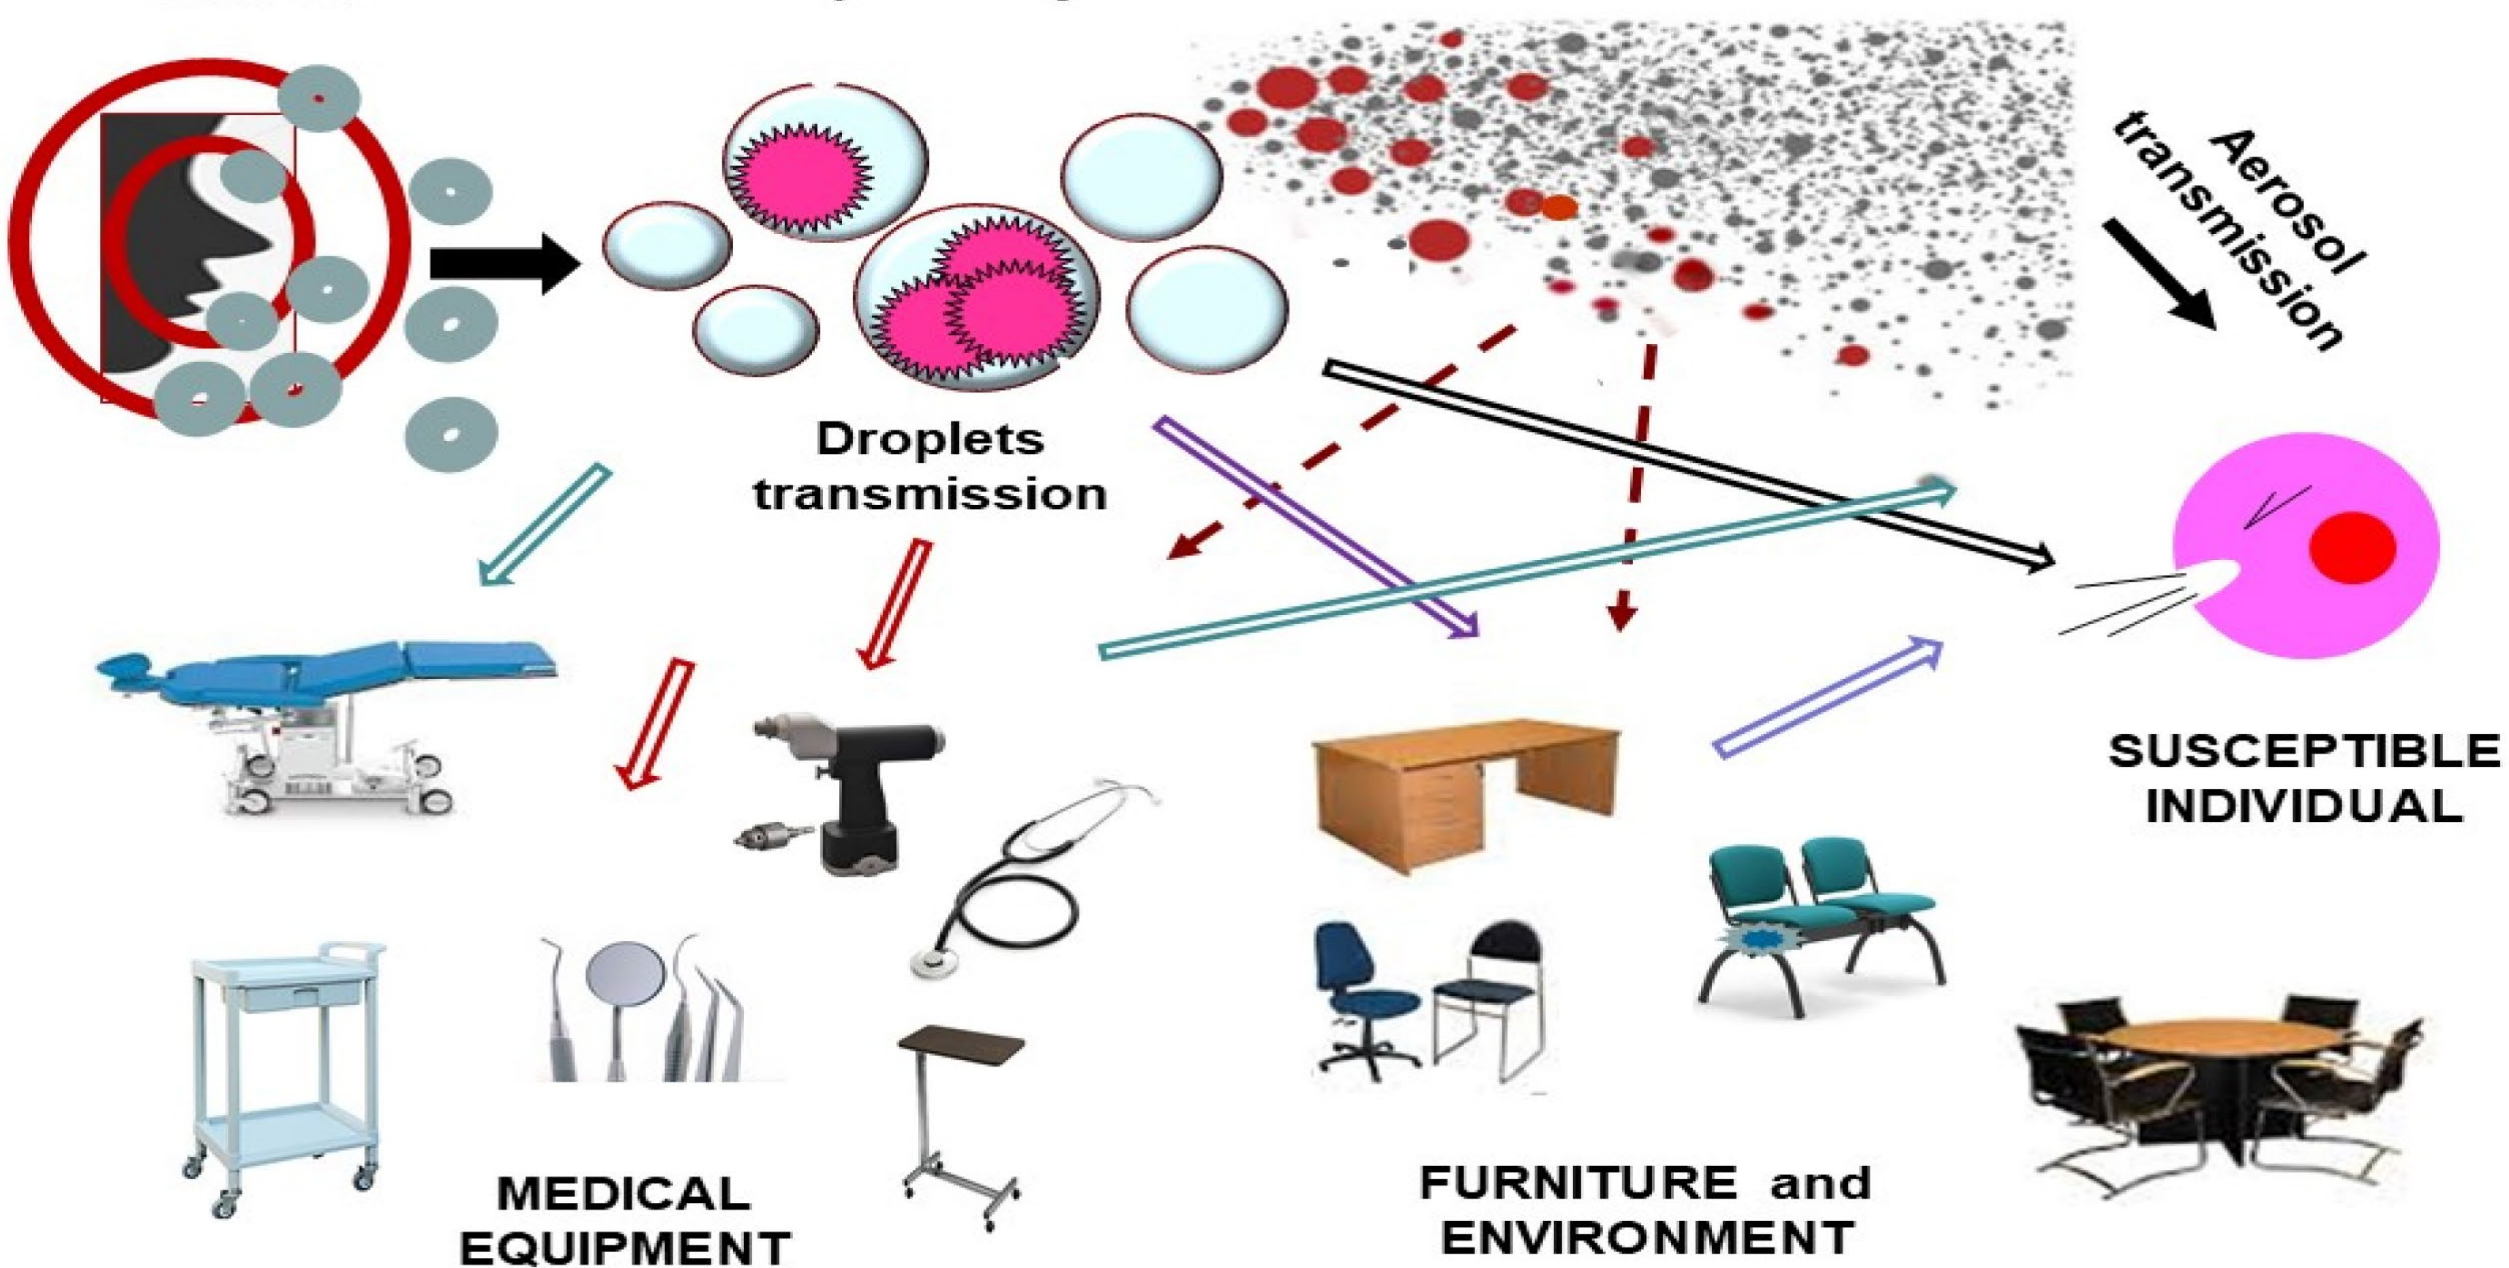 Aerosol
transmission
Droplets
transmission
SUSCEPTIBLE
INDIVIDUAL
MEDICAL
EQUIPMENT
FURNITURE and
ENVIRONMENT